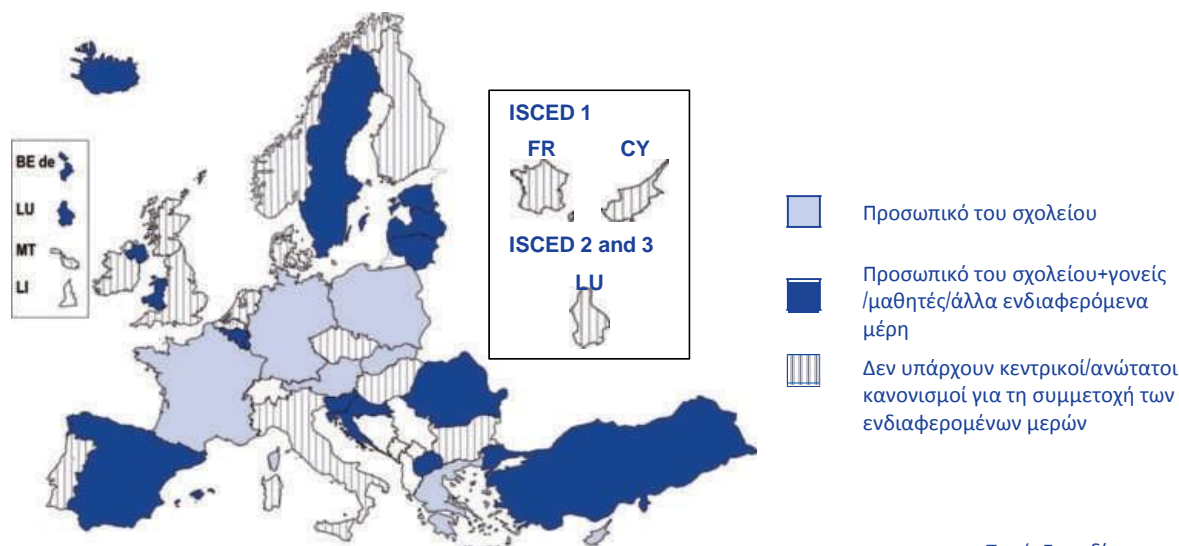 ISCED 1
FR CY
ISCED 2 and 3
LU
BE de
LU
MT
LI
Προσωπικό του σχολείου
Προσωπικό του σχολείου+γονείς
/μαθητές/άλλα ενδιαφερόμενα
μέρη
Δεν υπάρχουν κεντρικοί/ανώτατοι
κανονισμοί για τη συμμετοχή των
ενδιαφερομένων μερών